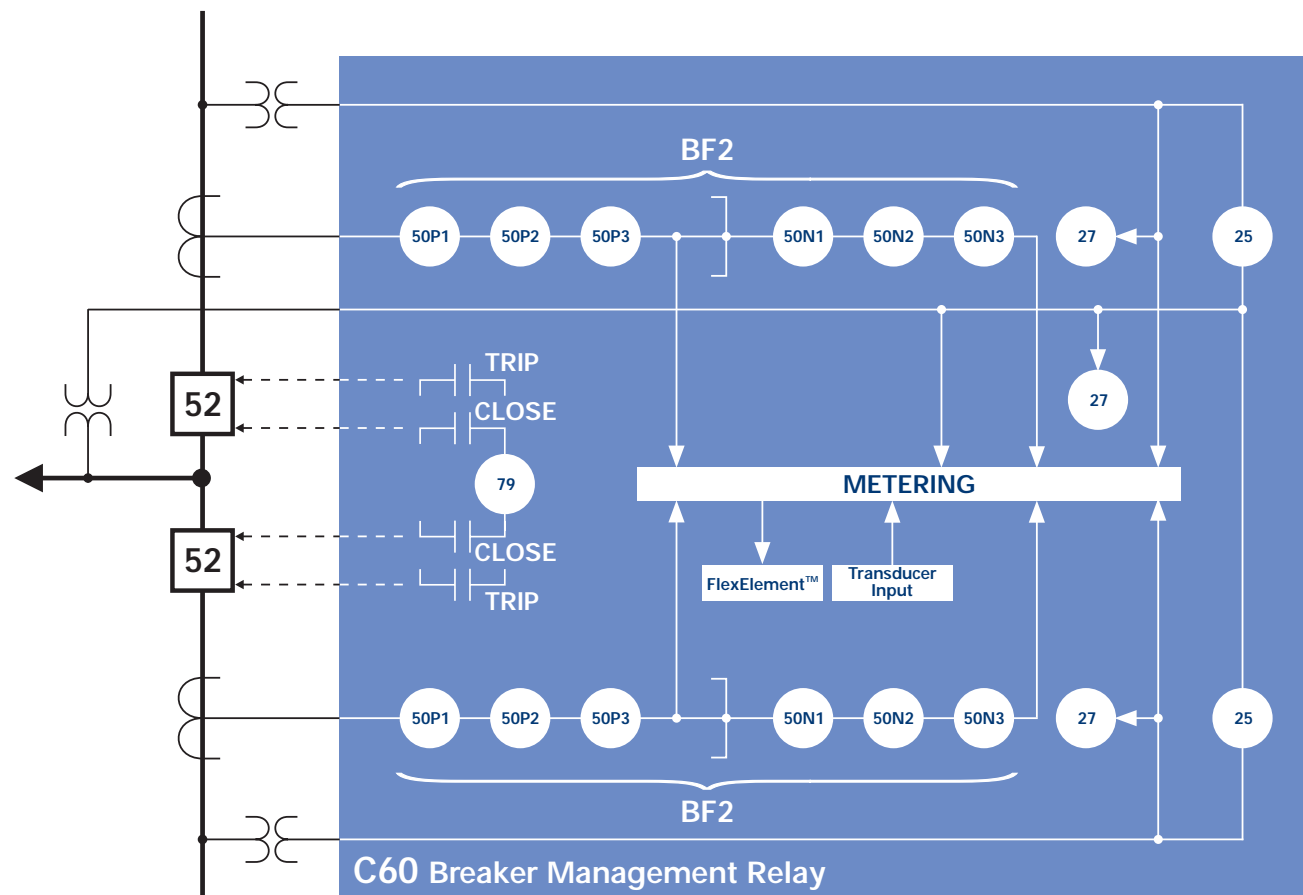 BF2
50P1 50P2 50P3 50N1 50N2 50N3 27 25
TRIP
52
27
CLOSE
79
METERING
52
CLOSE
FlexElement™
Transducer
Input
TRIP
50P1 50P2 50P3 50N1 50N2 50N3 27 25
BF2
C60 Breaker Management Relay